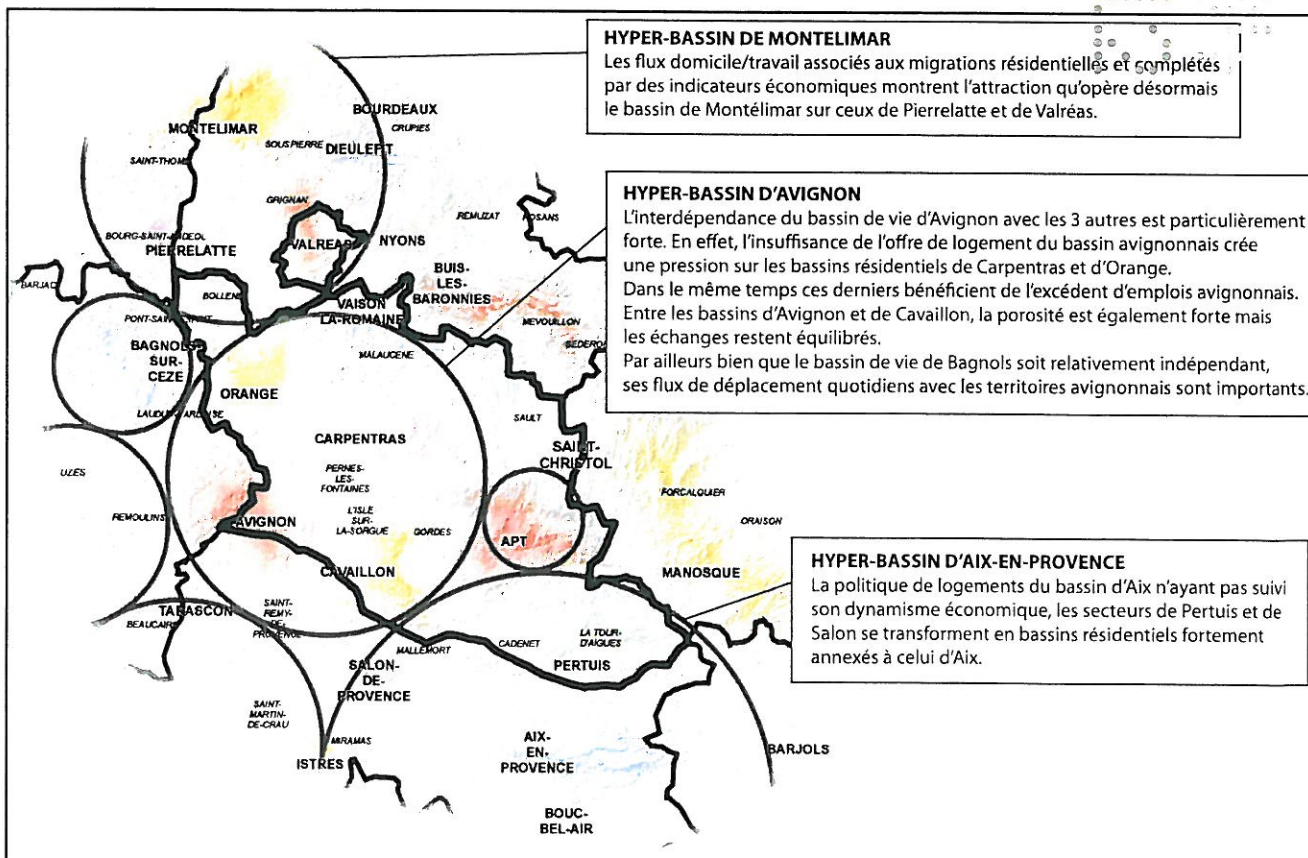 HYPER-BASSIN DE MONTELIMAR
Les flux domicile/travail associés aux migrations résidentielles et complétés
par des indicateurs économiques montrent l'attraction qu'opère désormais
le bassin de Montélimar sur ceux de Pierrelatte et de Valréas.
HYPER-BASSIN D'AVIGNON
L'interdépendance du bassin de vie d'Avignon avec les 3 autres est particulièrement
forte. En effet, l'insuffisance de l'offre de logement du bassin avignonnais crée
une pression sur les bassins résidentiels de Carpentras et d'Orange.
Dans le même temps ces derniers bénéficient de l'excédent d'emplois avignonnais.
Entre les bassins d'Avignon et de Cavaillon, la porosité est également forte mais
les échanges restent équilibrés.
Par ailleurs bien que le bassin de vie de Bagnols soit relativement indépendant,
ses flux de déplacement quotidiens avec les territoires avignonnais sont importants.
HYPER-BASSIN D'AIX-EN-PROVENCE
La politique de logements du bassin d'Aix n'ayant pas suivi
son dynamisme économique, les secteurs de Pertuis et de
Salon se transforment en bassins résidentiels fortement
annexés à celui d'Aix.
BOURDEAUX
CRUPIES
MONTELIMAR
SOUSPIERRE
DIEULEFIT
SAINT-THOM
GRIGNAN
REMUZAT
ROSANS
VALREAS
NYONS
PIERRELATTE
BUIS-
LES-
BARONNIES
BARJAC
BOLLENE
VAISON
LA-ROMAINE
MEVOUILLON
SEDERON
BAGNOLS-
SUR-
CEZE
MALAUCENE
ORANGE
SAULT
CARPENTRAS
SAINT-
CHRISTOL
UZES
PERNES-
LES-
FONTAINES
FORCALQUIER
REMOULINS
L'ISLE
SUR-
LA-SORGUE
GORDES
ORAISON
AVIGNON
APT
CAVAILLON
MANOSQUE
TARASCON
BEAUCAIRE
SAINT-
REMY-
DE-
PROVENCE
MALLEMORT
CADENET
LA TOUR-
D'AIGUES
PERTUIS
SALON-
DE-
PROVENCE
SAINT-
MARTIN-
DE-CRAU
MIRAMAS
ISTRES
AIX-
EN-
PROVENCE
BARJOLS
BOUC-
BEL-AIR